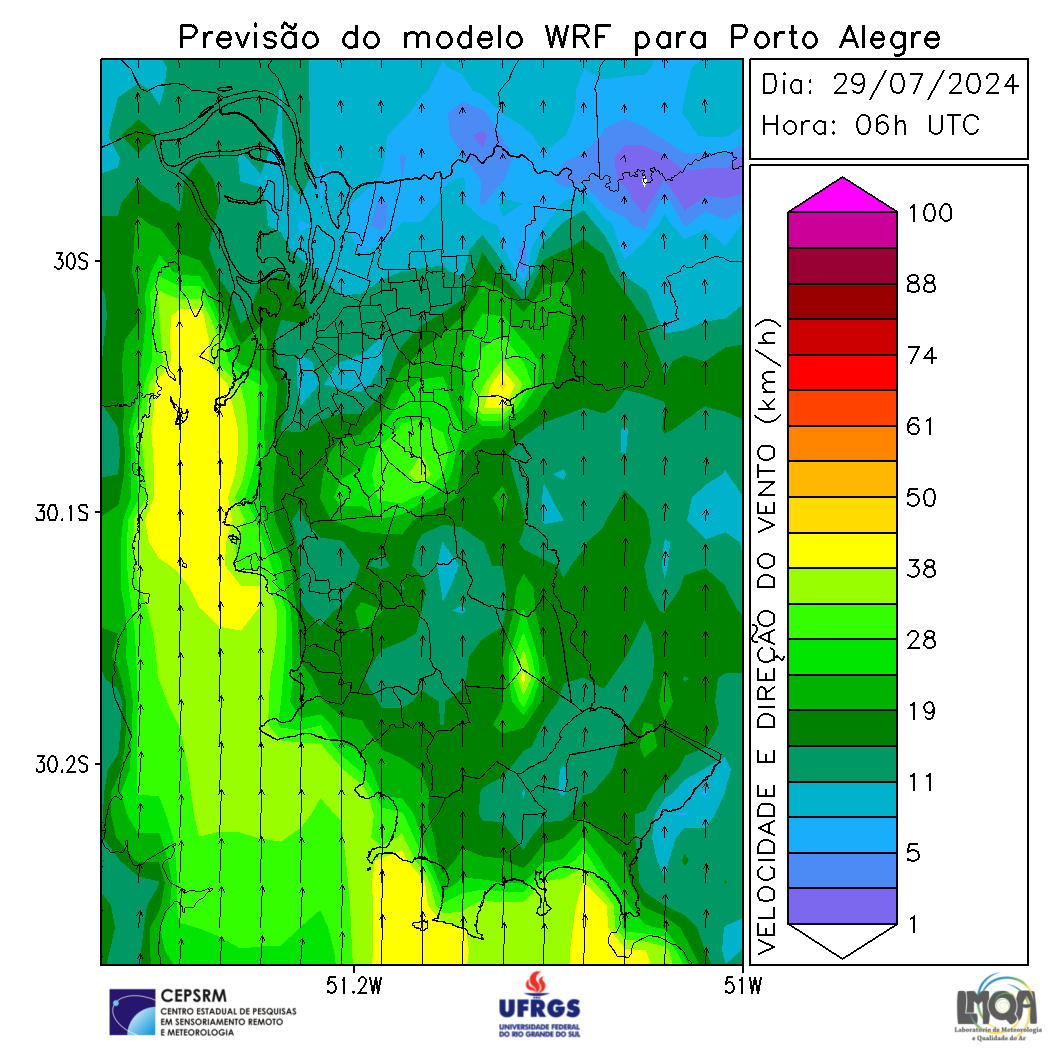 Previsão do modelo WRF para Porto Alegre
Dia: 29/07/2024
Hora: 06h UTC
30S
30.1S
30.2S
51.2W
51W
VELOCIDADE E DIREÇÃO DO VENTO (km/h)
100
88
74
61
50
38
28
19
11
5
1
CEPSRM
CENTRO ESTADUAL DE PESQUISAS
EM SENSORIAMENTO REMOTO
E METEOROLOGIA
UFRGS
UNIVERSIDADE FEDERAL
DO RIO GRANDE DO SUL
LMQA
Laboratório de Meteorologia
e Qualidade do Ar